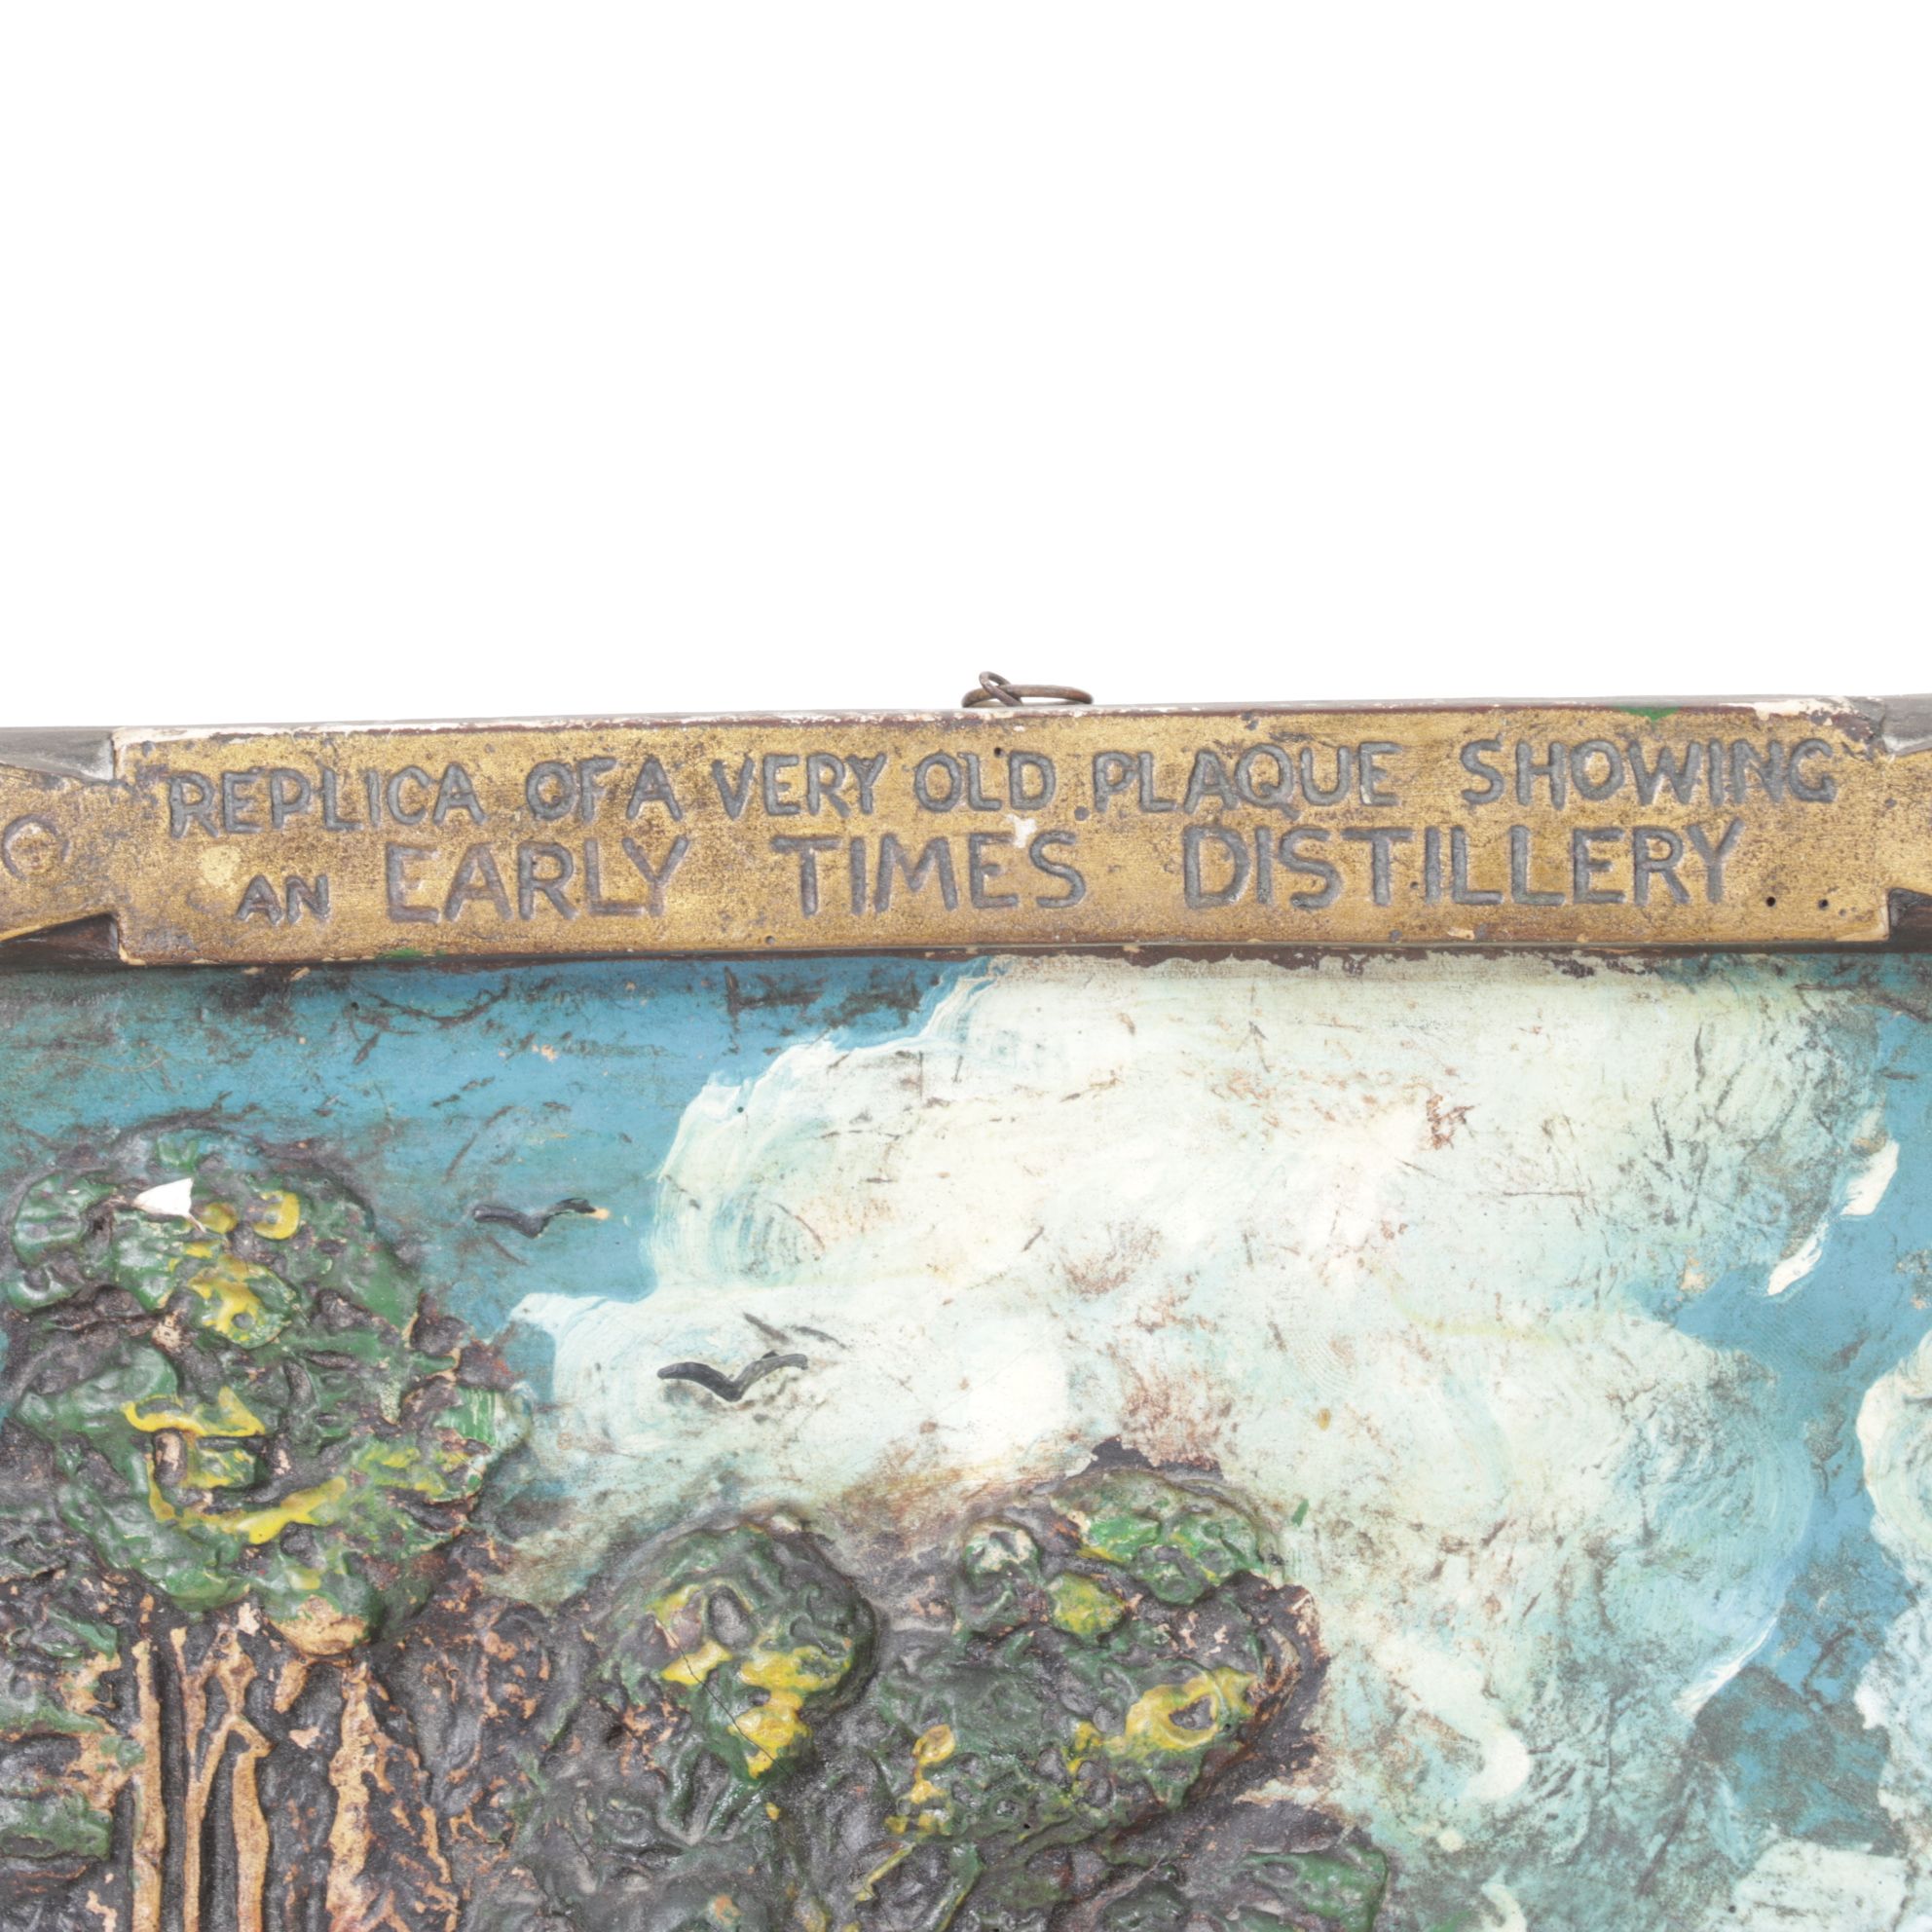 REPLICA OF A VERY OLD PLAQUE SHOWING
AN EARLY TIMES DISTILLERY